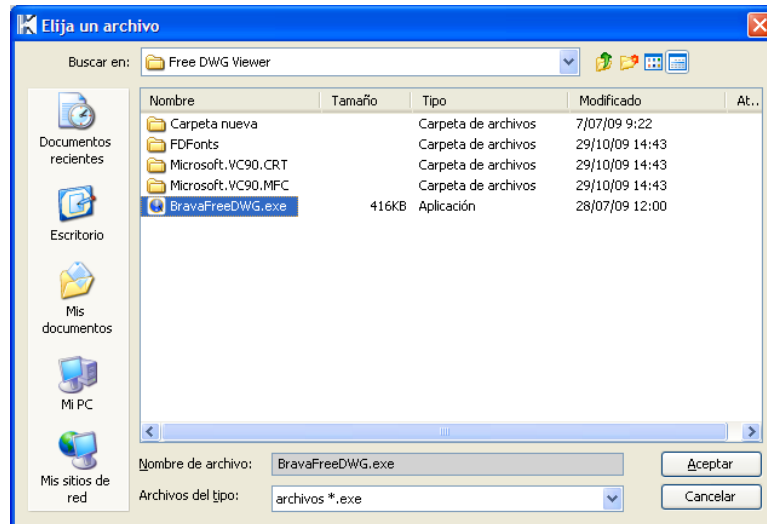 Elija un archivo
Buscar en: Free DWG Viewer
Nombre Tamaño Tipo Modificado At..
Carpeta nueva Carpeta de archivos 7/07/09 9:22
FDFonts Carpeta de archivos 29/10/09 14:43
Microsoft.VC90.CRT Carpeta de archivos 29/10/09 14:43
Microsoft.VC90.MFC Carpeta de archivos 29/10/09 14:43
BravaFreeDWG.exe 416KB Aplicación 28/07/09 12:00
Documentos
recientes
Escritorio
Mis
documentos
Mi PC
Mis sitios de
red
Nombre de archivo: BravaFreeDWG.exe Aceptar
Archivos del tipo: archivos *.exe Cancelar